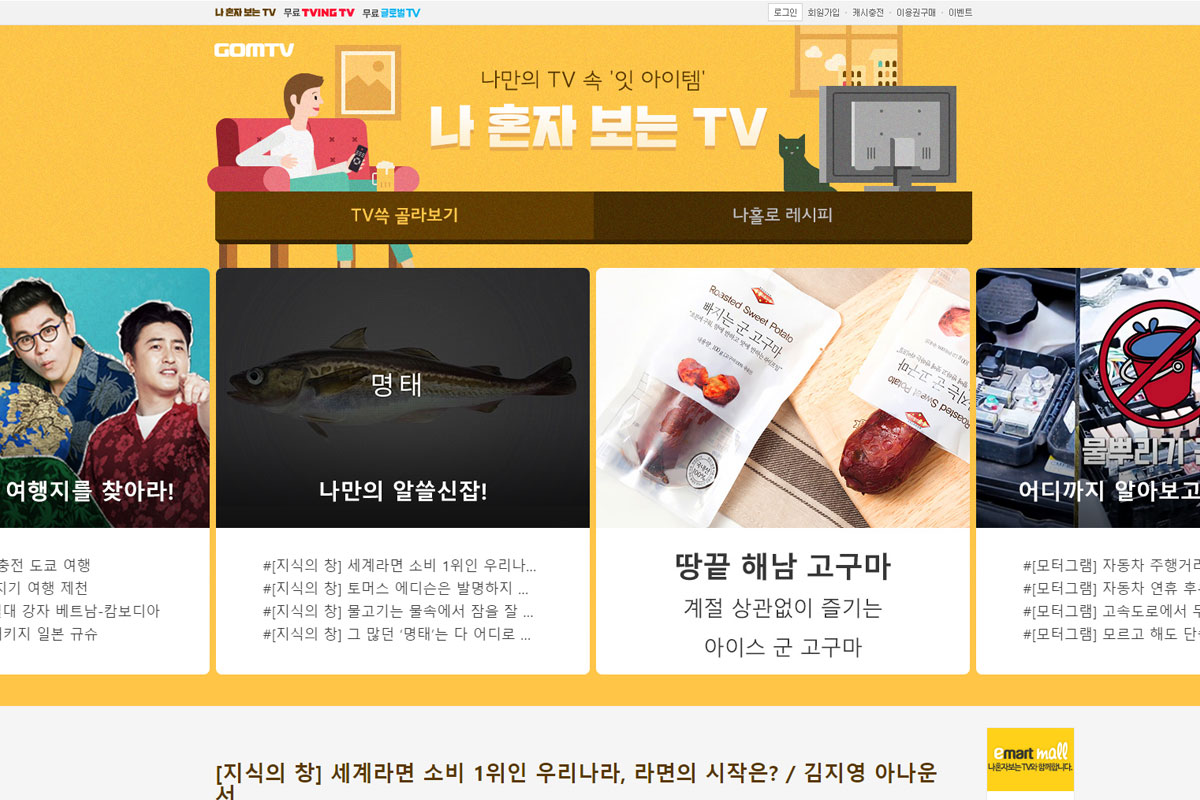 나 혼자 보는 TV 무료 TVING TV 무료 글로벌 TV
로그인 회원가입 · 캐시충전 · 이용권구매 · 이벤트
GOMTV
나만의 TV 속 '잇 아이템'
나 혼자 보는 TV
TV쏙 골라보기
나홀로 레시피
여행지를 찾아라!
충전 도쿄 여행
기 여행 제천
대 강자 베트남-캄보디아
키지 일본 규슈
명태
나만의 알쓸신잡!
#[지식의 창] 세계라면 소비 1위인 우리나...
#[지식의 창] 토머스 에디슨은 발명하지 ...
#[지식의 창] 물고기는 물속에서 잠을 잘 ...
#[지식의 창] 그 많던 ‘명태’는 다 어디로 ...
Roasted Sweet Potato
빠지는 군 고구마
Roasted Sweet Potato
땅끝 해남 고구마
계절 상관없이 즐기는
아이스 군 고구마
물뿌리기
어디까지 알아보고
#[모터그램] 자동차 주행거리
#[모터그램] 자동차 연휴 후
#[모터그램] 고속도로에서
#[모터그램] 모르고 해도 단
[지식의 창] 세계라면 소비 1위인 우리나라, 라면의 시작은? / 김지영 아나운
서
emart mall
나혼자보는 TV와 함께합니다.